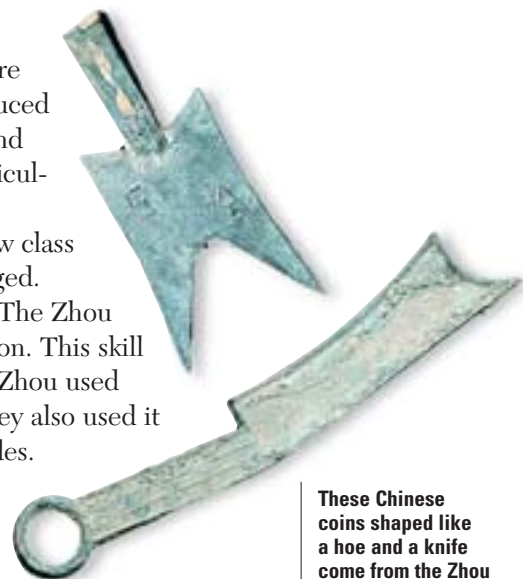 re
uced
nd
icul-
w class
ged.
The Zhou
on. This skill
Zhou used
ey also used it
les.
These Chinese
coins shaped like
a hoe and a knife
come from the Zhou